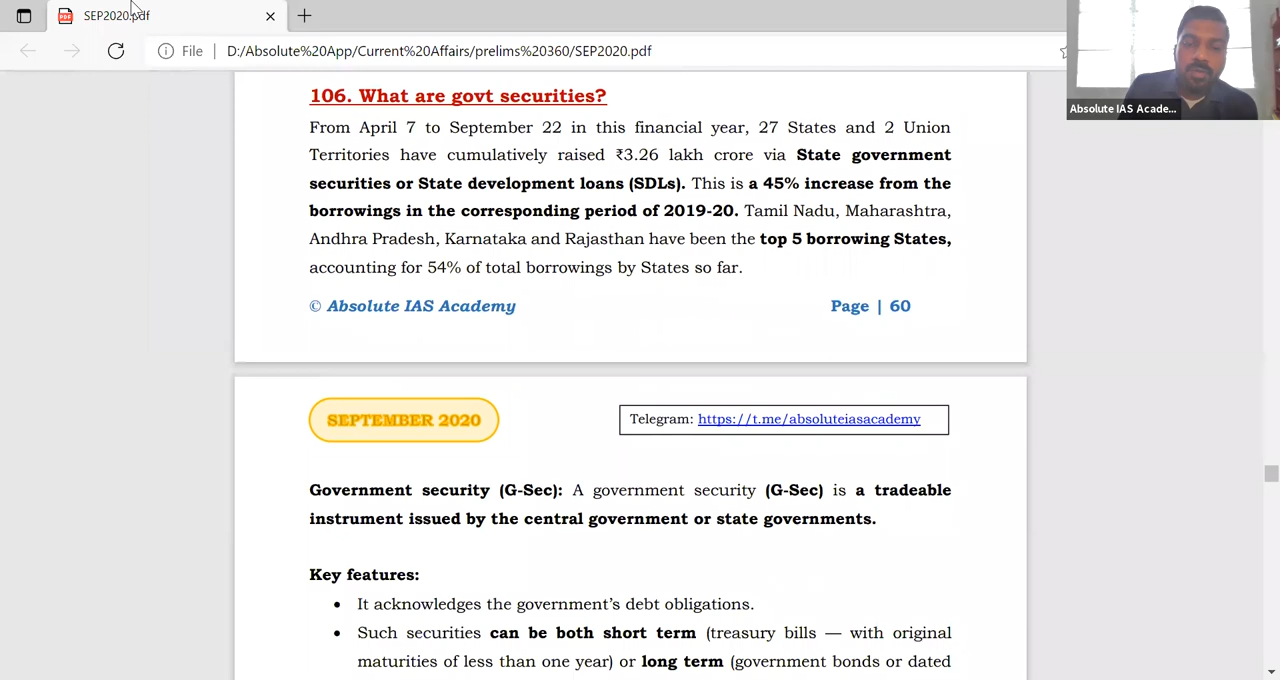 SEP2020.pdf
File | D:/Absolute%20App/Current%20Affairs/prelims%20360/SEP2020.pdf
Absolute IAS Acade...
106. What are govt securities?
From April 7 to September 22 in this financial year, 27 States and 2 Union
Territories have cumulatively raised ₹3.26 lakh crore via State government
securities or State development loans (SDLs). This is a 45% increase from the
borrowings in the corresponding period of 2019-20. Tamil Nadu, Maharashtra,
Andhra Pradesh, Karnataka and Rajasthan have been the top 5 borrowing States,
accounting for 54% of total borrowings by States so far.
© Absolute IAS Academy Page | 60
SEPTEMBER 2020
Telegram: https://t.me/absoluteiasacademy
Government security (G-Sec): A government security (G-Sec) is a tradeable
instrument issued by the central government or state governments.
Key features:
• It acknowledges the government’s debt obligations.
• Such securities can be both short term (treasury bills — with original
maturities of less than one year) or long term (government bonds or dated